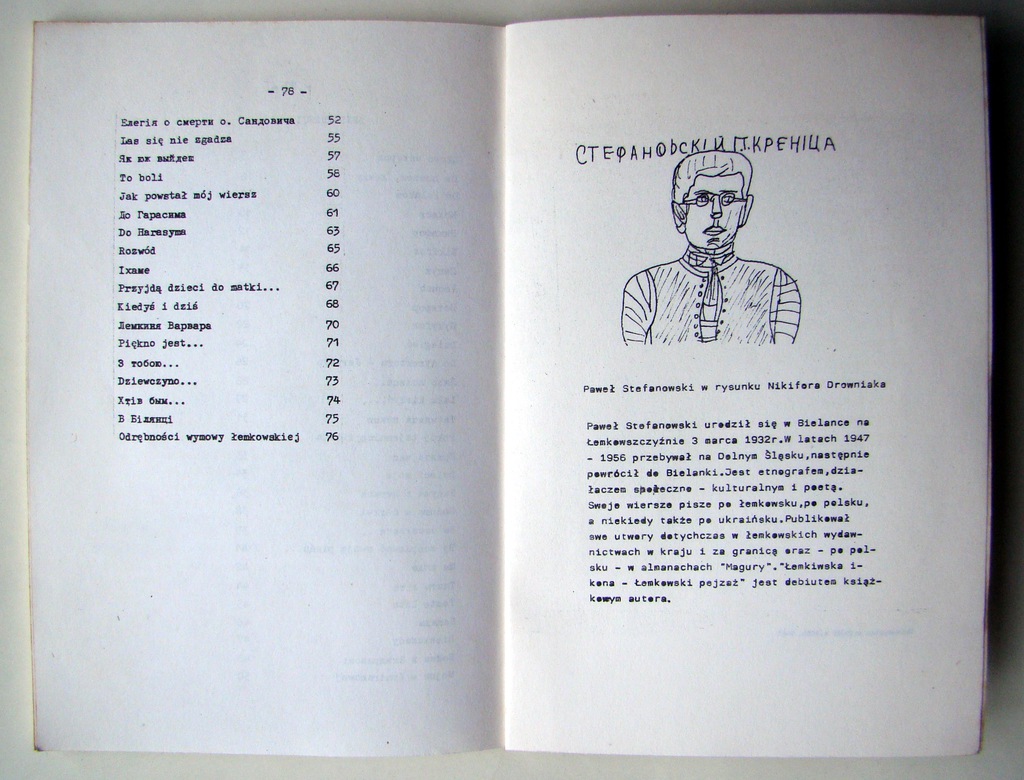 - 78 -
Елегія о смерти о. Сандовича 52
Las się nie zgadza 55
Як юж выйдеш 57
To boli 58
Jak powstał mój wiersz 60
До Гарасима 61
Do Harasyma 63
Rozwód 65
Іхаме 66
Przyjdą dzieci do matki... 67
Kiedyś i dziś 68
Лемкиня Варвара 70
Piękno jest... 71
З тобою... 72
Dziewczyno... 73
Хтів бым... 74
В Білянці 75
Odrębności wymowy łemkowskiej 76
СТЕФАНОВСКІЙ П. КРЕНІЦА
Paweł Stefanowski w rysunku Nikifora Drowniaka
Paweł Stefanowski urodził się w Bielance na
Łemkowszczyźnie 3 marca 1932r.W latach 1947
- 1956 przebywał na Dolnym Śląsku,następnie
powrócił do Bielanki.Jest etnografem,dzia-
łaczem społeczno - kulturalnym i poetą.
Swoje wiersze pisze po łemkowsku,po polsku,
a niekiedy także po ukraińsku.Publikował
swe utwory dotychczas w łemkowskich wydaw-
nictwach w kraju i za granicą oraz - po pol-
sku - w almanachach "Magury"."Łemkiwska i-
kona - Łemkowski pejzaż" jest debiutem książ-
kowym autora.